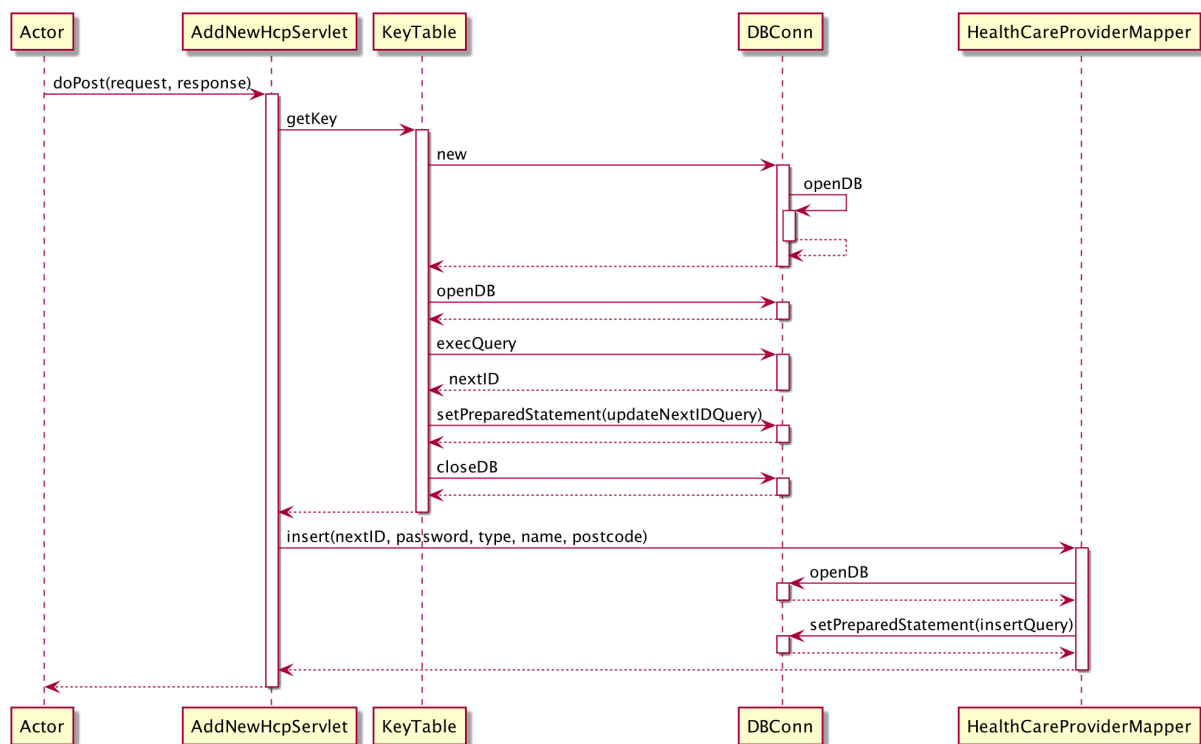 Actor AddNewHcpServlet KeyTable DBConn HealthCareProviderMapper
doPost(request, response)
getKey
new
openDB
openDB
execQuery
nextID
setPreparedStatement(updateNextIDQuery)
closeDB
insert(nextID, password, type, name, postcode)
openDB
setPreparedStatement(insertQuery)
Actor AddNewHcpServlet KeyTable DBConn HealthCareProviderMapper